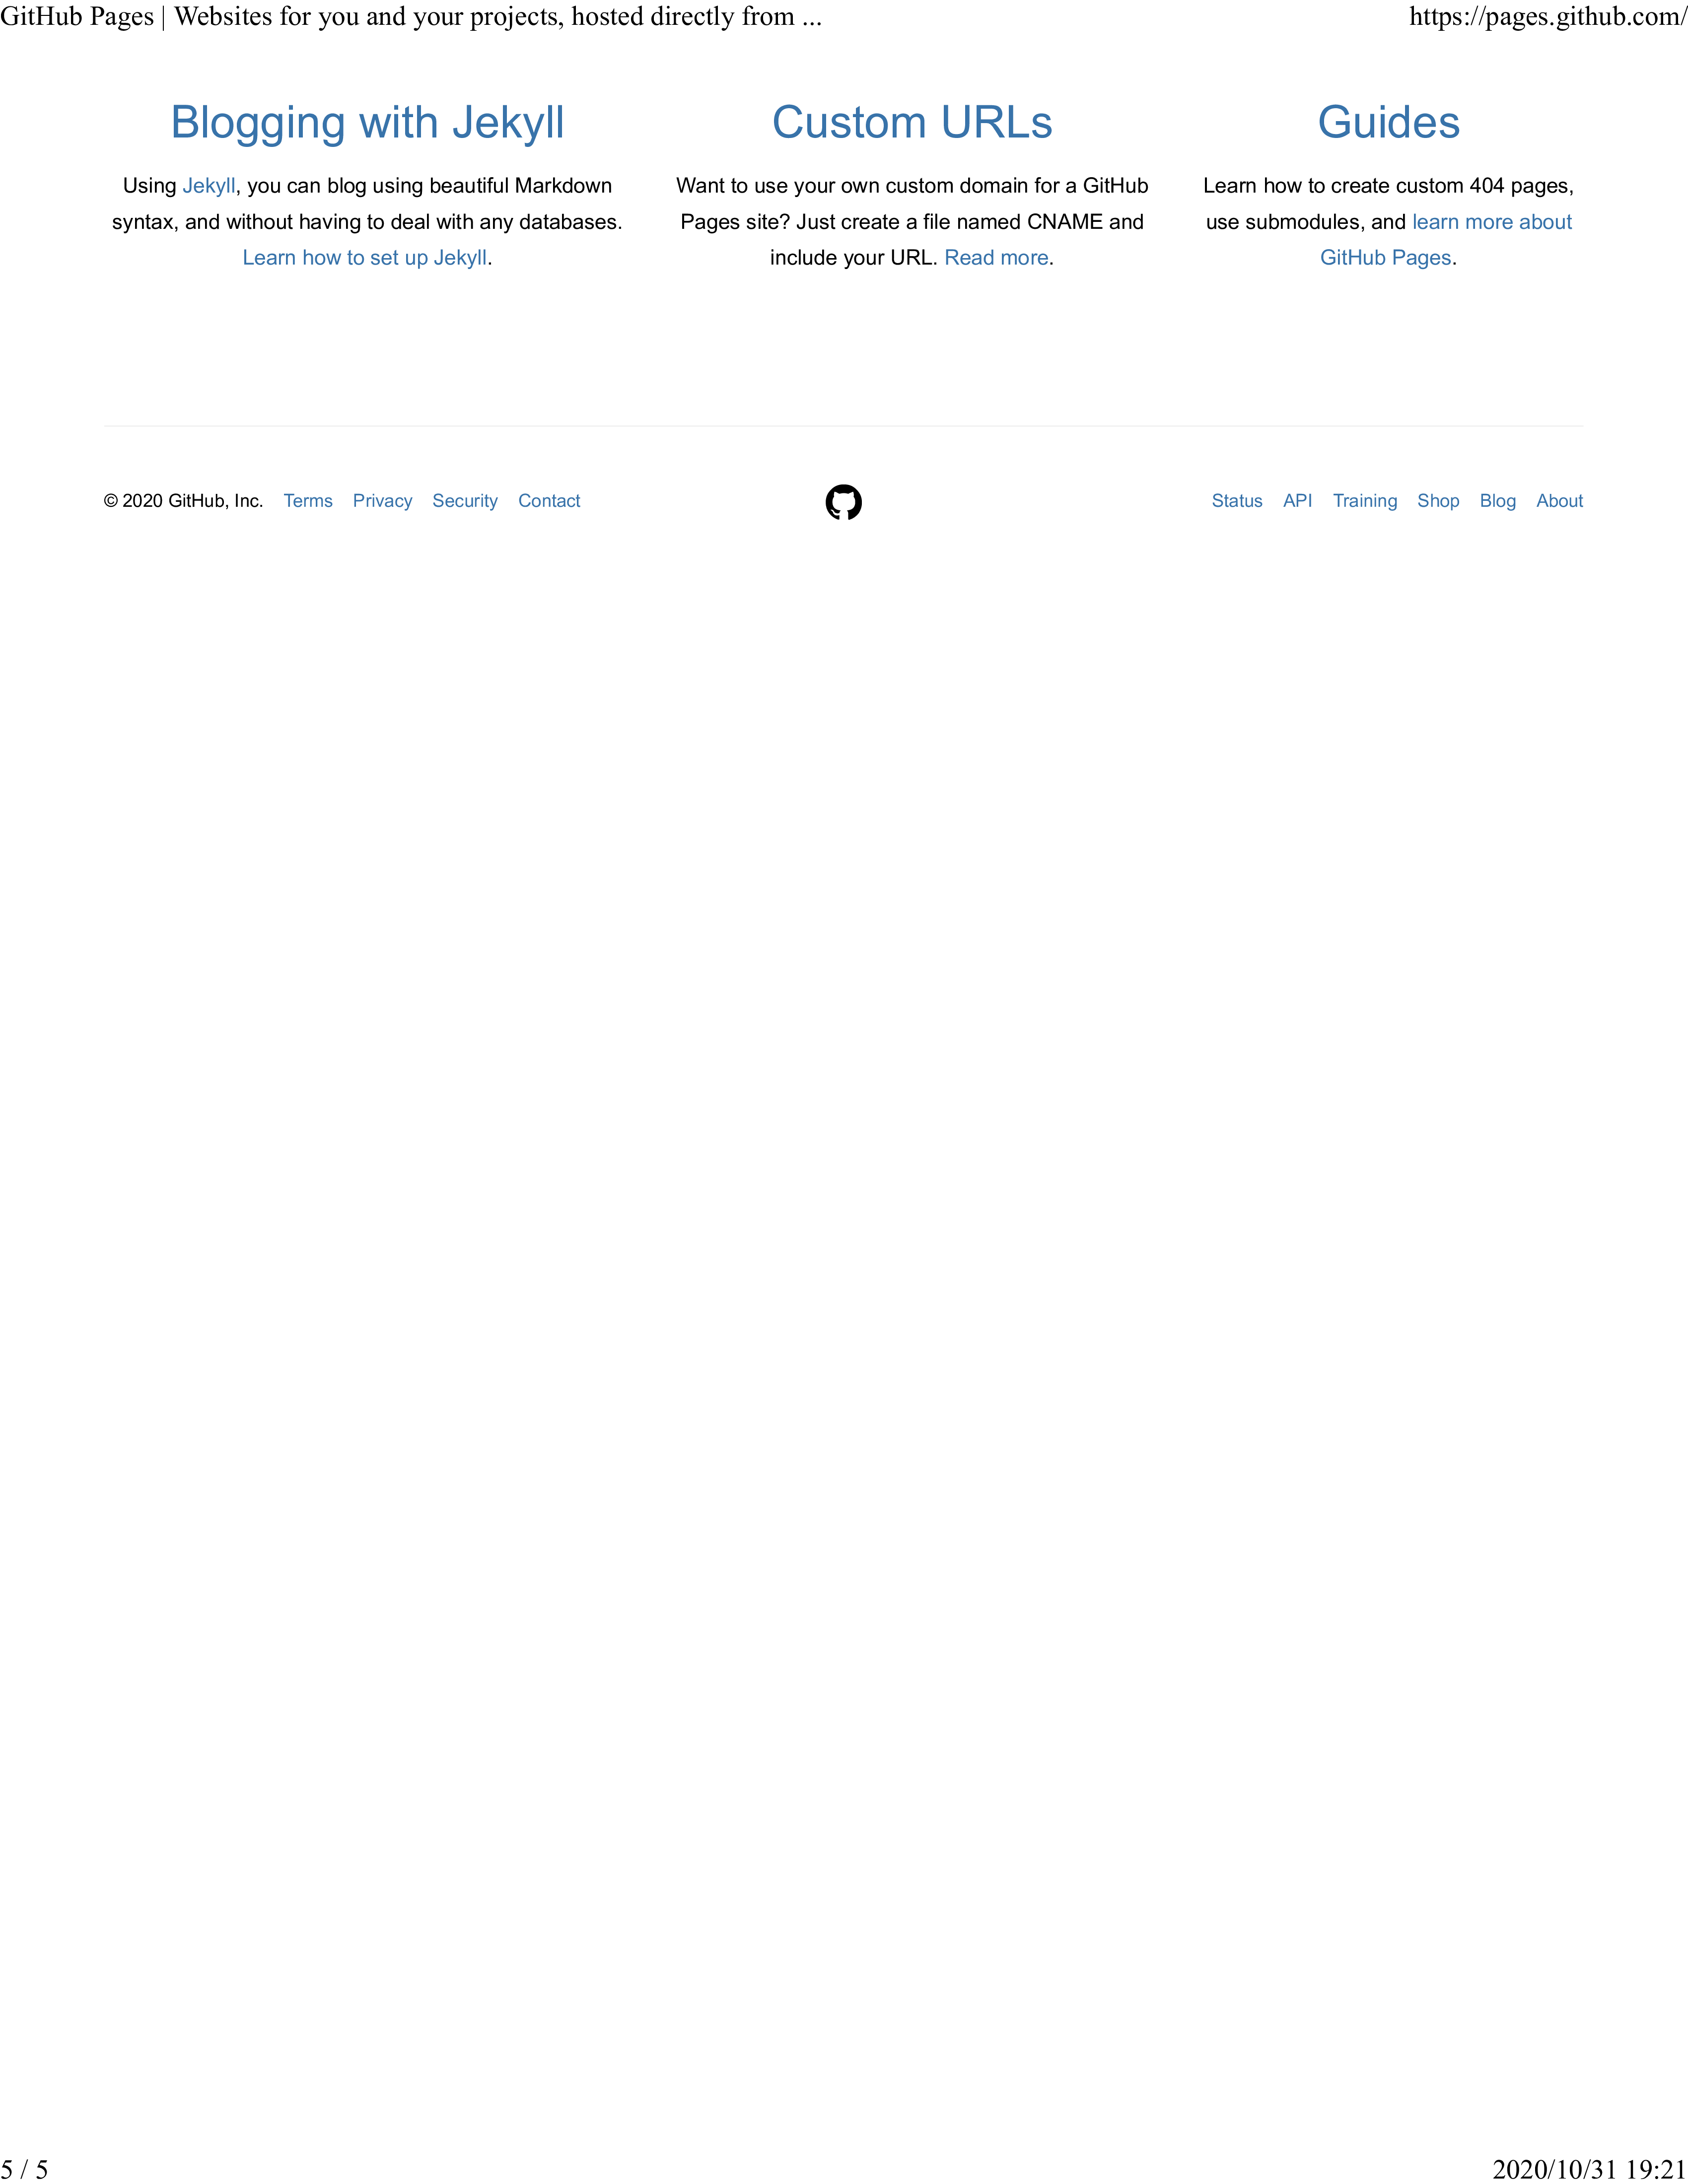 GitHub Pages | Websites for you and your projects, hosted directly from ...
https://pages.github.com/
Blogging with Jekyll
Using Jekyll, you can blog using beautiful Markdown
syntax, and without having to deal with any databases.
Learn how to set up Jekyll.
Custom URLs
Want to use your own custom domain for a GitHub
Pages site? Just create a file named CNAME and
include your URL. Read more.
Guides
Learn how to create custom 404 pages,
use submodules, and learn more about
GitHub Pages.
© 2020 GitHub, Inc. Terms Privacy Security Contact
Status API Training Shop Blog About
5 / 5
2020/10/31 19:21